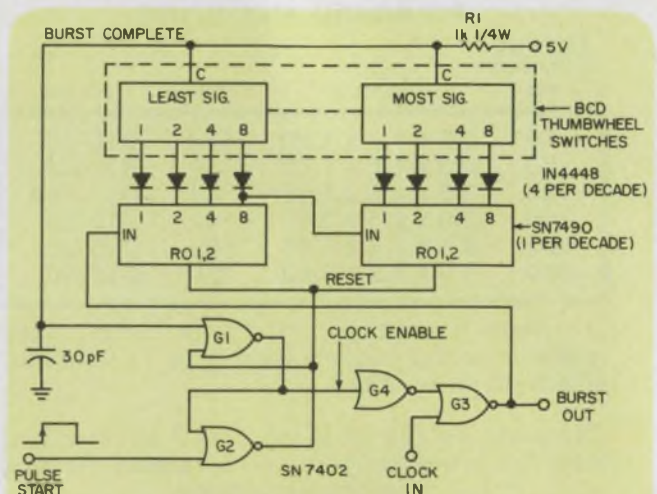 BURST COMPLETE
R1
1k 1/4W
5V
C
C
LEAST SIG.
MOST SIG.
1 2 4 8
1 2 4 8
BCD
THUMBWHEEL
SWITCHES
IN4448
(4 PER DECADE)
1 2 4 8
1 2 4 8
IN
RO1,2
IN
RO1,2
SN7490
(1 PER DECADE)
RESET
G1
CLOCK ENABLE
30pF
G4
G3
BURST
OUT
G2
SN7402
CLOCK
IN
PULSE
START